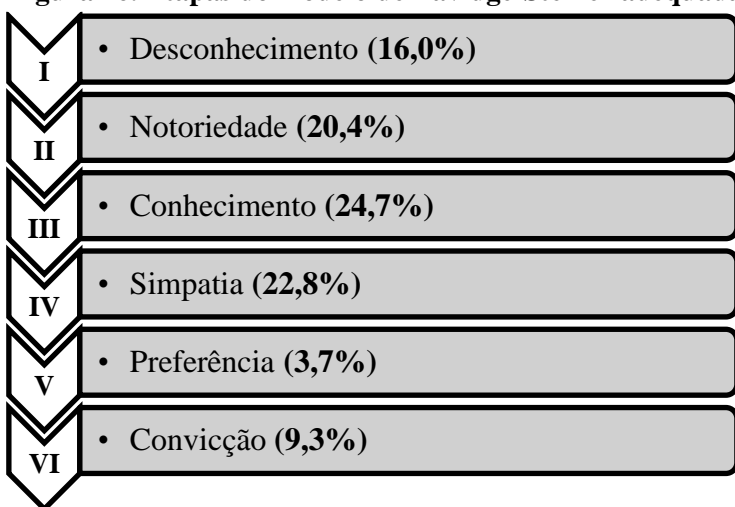 I
• Desconhecimento (16,0%)
II
• Notoriedade (20,4%)
III
• Conhecimento (24,7%)
IV
• Simpatia (22,8%)
V
• Preferência (3,7%)
VI
• Convicção (9,3%)